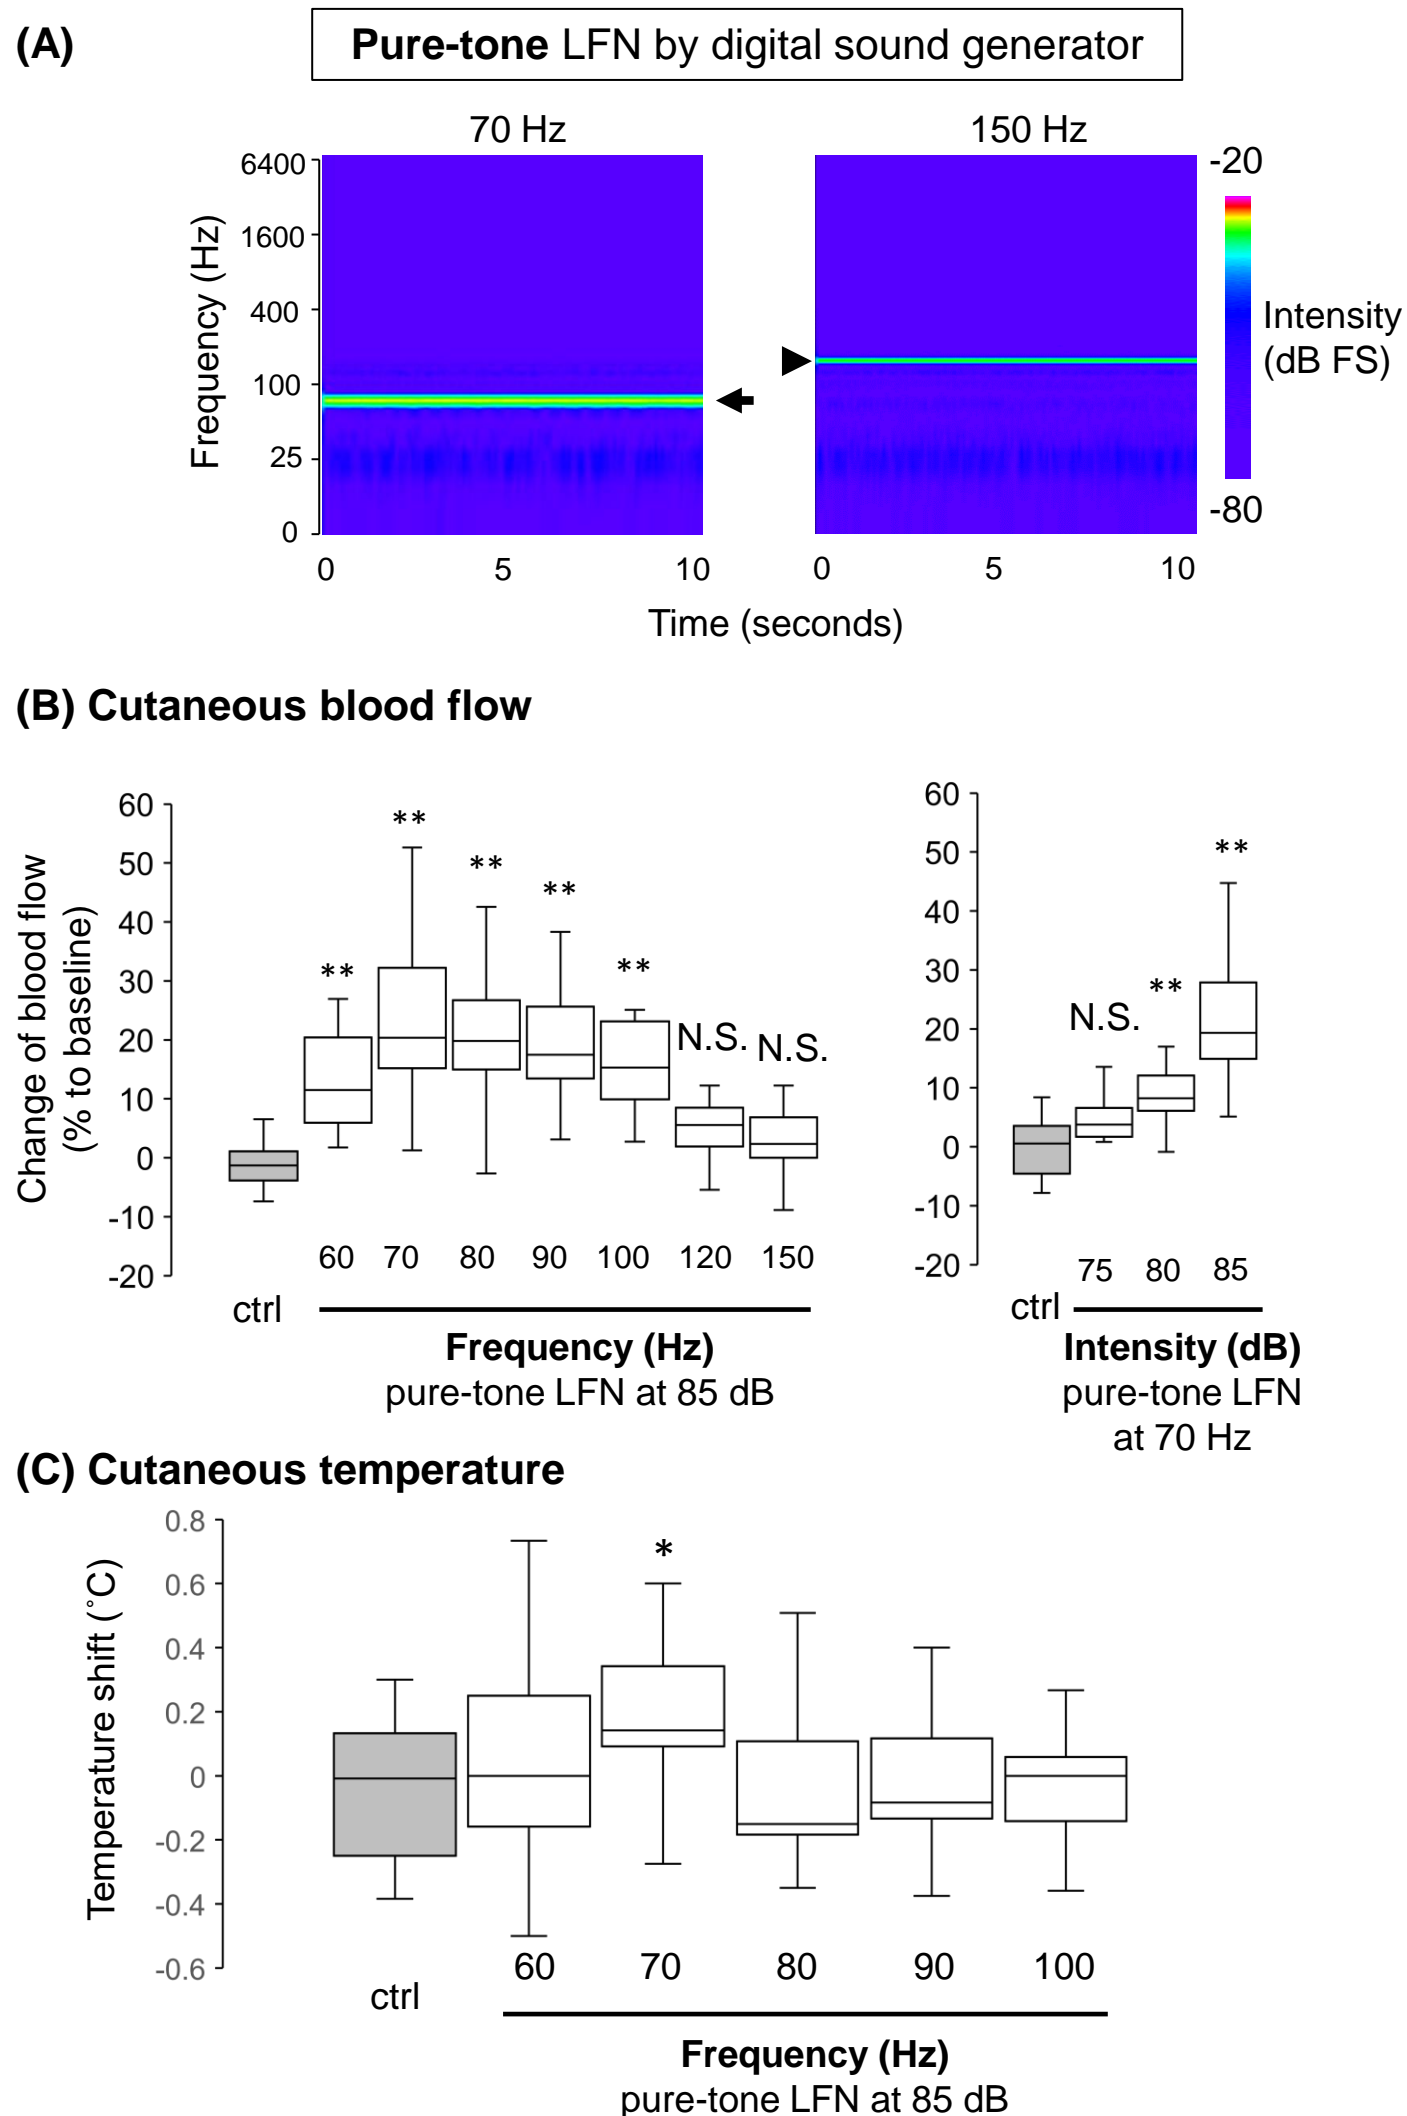 (A)
Pure-tone LFN by digital sound generator
70 Hz
150 Hz
6400
1600
400
100
25
0
Frequency (Hz)
0 5 10
0 5 10
Time (seconds)
-20
Intensity
(dB FS)
-80
(B) Cutaneous blood flow
Change of blood flow
(% to baseline)
60
50
40
30
20
10
0
-10
-20
**
**
**
**
**
N.S.
N.S.
ctrl
60 70 80 90 100 120 150
Frequency (Hz)
pure-tone LFN at 85 dB
60
50
40
30
20
10
0
-10
-20
N.S.
**
**
ctrl
75 80 85
Intensity (dB)
pure-tone LFN
at 70 Hz
(C) Cutaneous temperature
Temperature shift (˚C)
0.8
0.6
0.4
0.2
0
-0.2
-0.4
-0.6
*
ctrl
60 70 80 90 100
Frequency (Hz)
pure-tone LFN at 85 dB